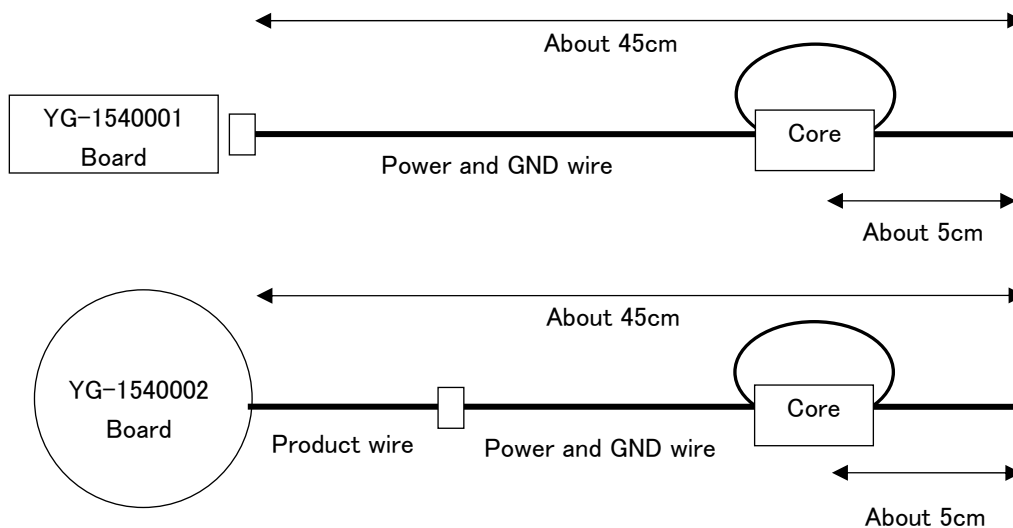 About 45cm
YG-1540001
Board
Core
Power and GND wire
About 5cm
About 45cm
YG-1540002
Board
Core
Product wire
Power and GND wire
About 5cm